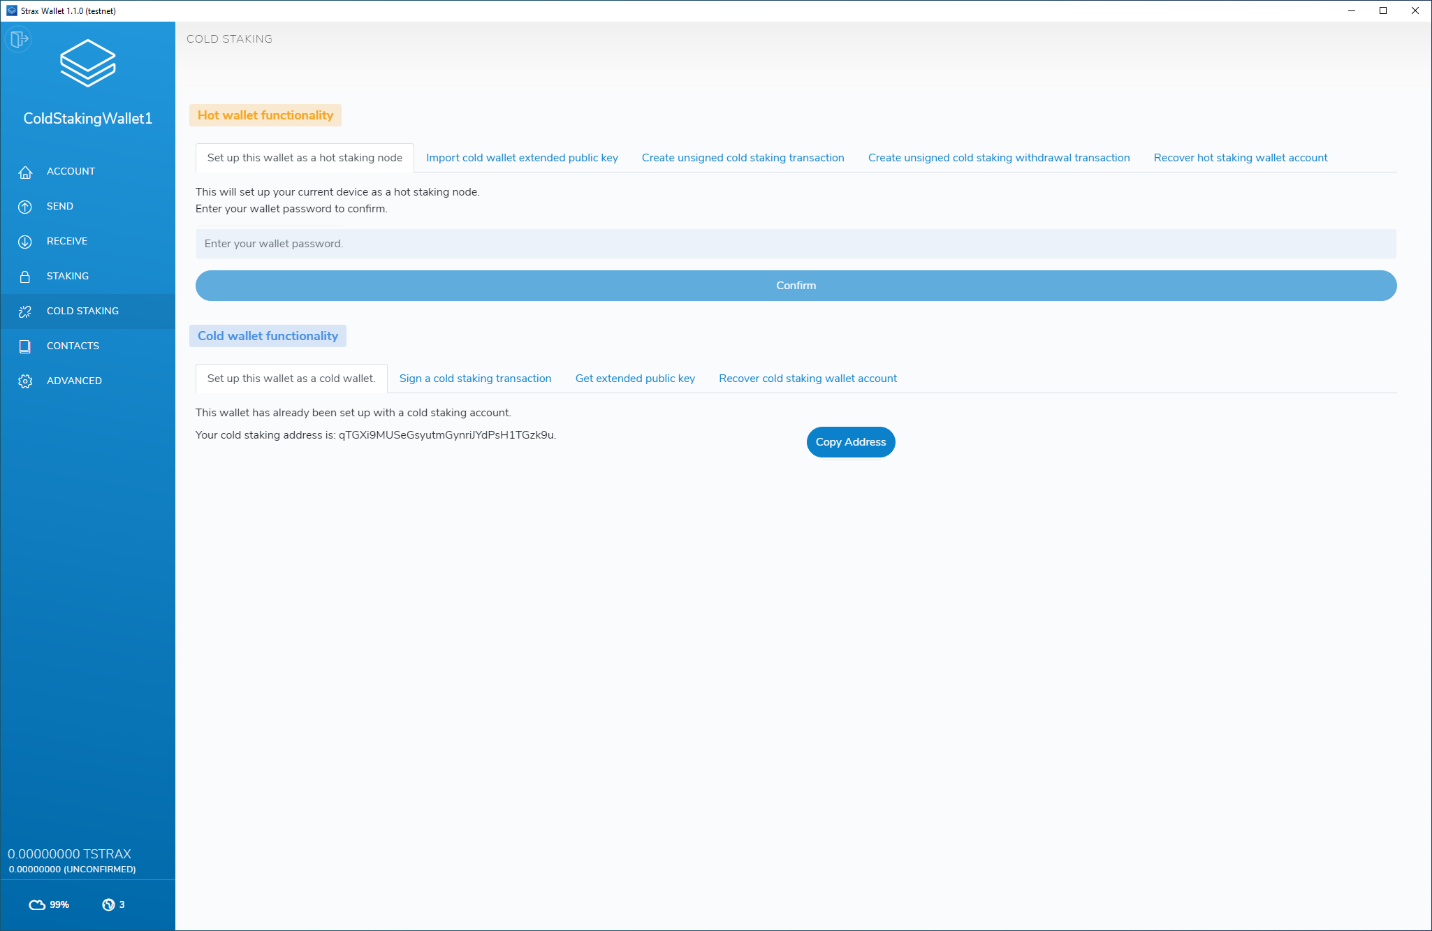 Strax Wallet 1.1.0 (testnet)
COLD STAKING
ColdStakingWallet1
ACCOUNT
SEND
RECEIVE
STAKING
COLD STAKING
CONTACTS
ADVANCED
0.00000000 TSTRAX
0.00000000 (UNCONFIRMED)
99% 3
Hot wallet functionality
Set up this wallet as a hot staking node Import cold wallet extended public key Create unsigned cold staking transaction Create unsigned cold staking withdrawal transaction Recover hot staking wallet account
This will set up your current device as a hot staking node.
Enter your wallet password to confirm.
Enter your wallet password.
Confirm
Cold wallet functionality
Set up this wallet as a cold wallet. Sign a cold staking transaction Get extended public key Recover cold staking wallet account
This wallet has already been set up with a cold staking account.
Your cold staking address is: qTGXi9MUSeGsyutmGynriJYdPsH1TGzk9u.
Copy Address